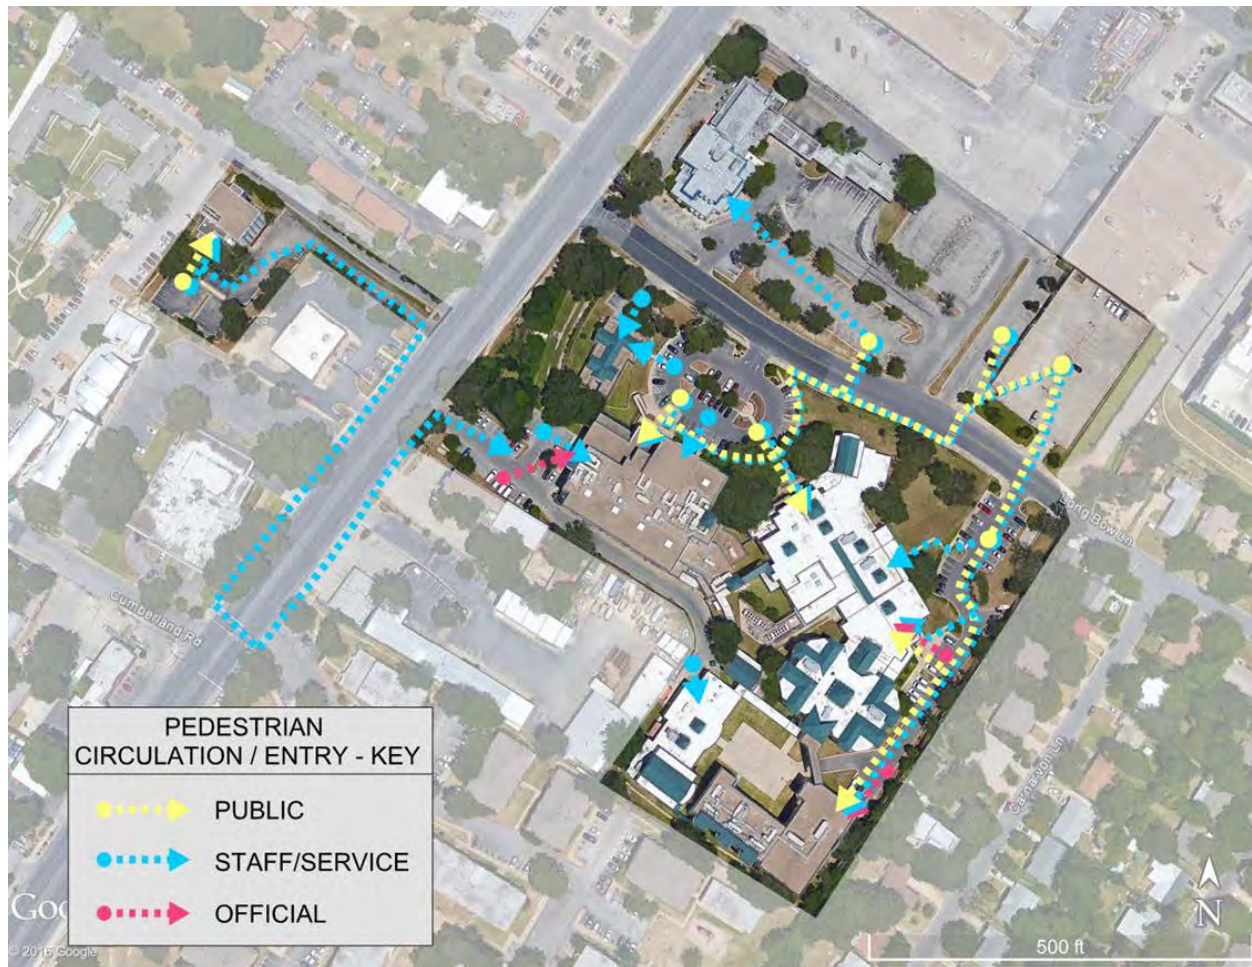 Long Bow Ln
Cumberland Rd
Carnarvon Ln
PEDESTRIAN
CIRCULATION / ENTRY - KEY
PUBLIC
STAFF/SERVICE
OFFICIAL
Goo
© 2016 Google
N
500 ft